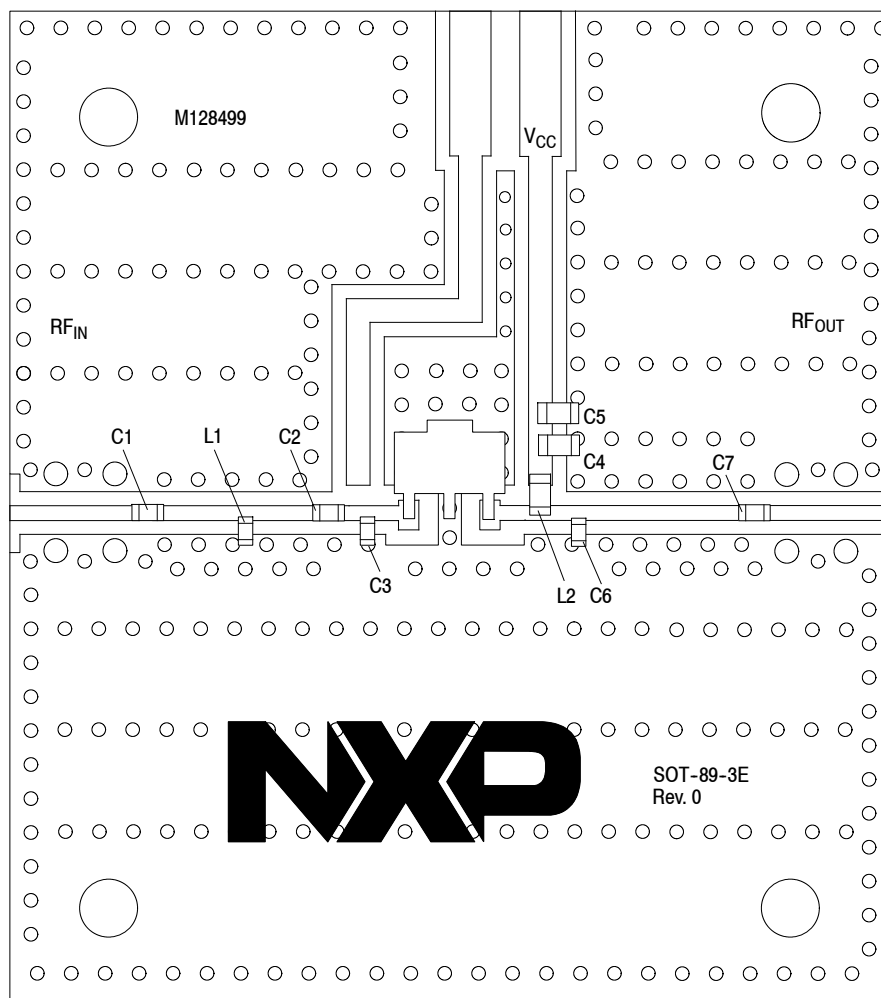 M128499
VCC
RFIN
RFOUT
C5
C4
C1
L1
C2
C7
C3
L2
C6
NXP
SOT-89-3E
Rev. 0